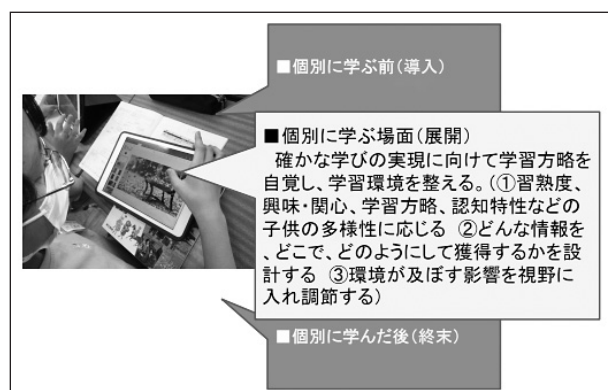 ■個別に学ぶ前(導入)
■個別に学ぶ場面(展開)
確かな学びの実現に向けて学習方略を
自覚し、学習環境を整える。(①習熟度、
興味・関心、学習方略、認知特性などの
子供の多様性に応じる ②どんな情報を
、どこで、どのようにして獲得するかを設
計する ③環境が及ぼす影響を視野に
入れ調節する)
■個別に学んだ後(終末)